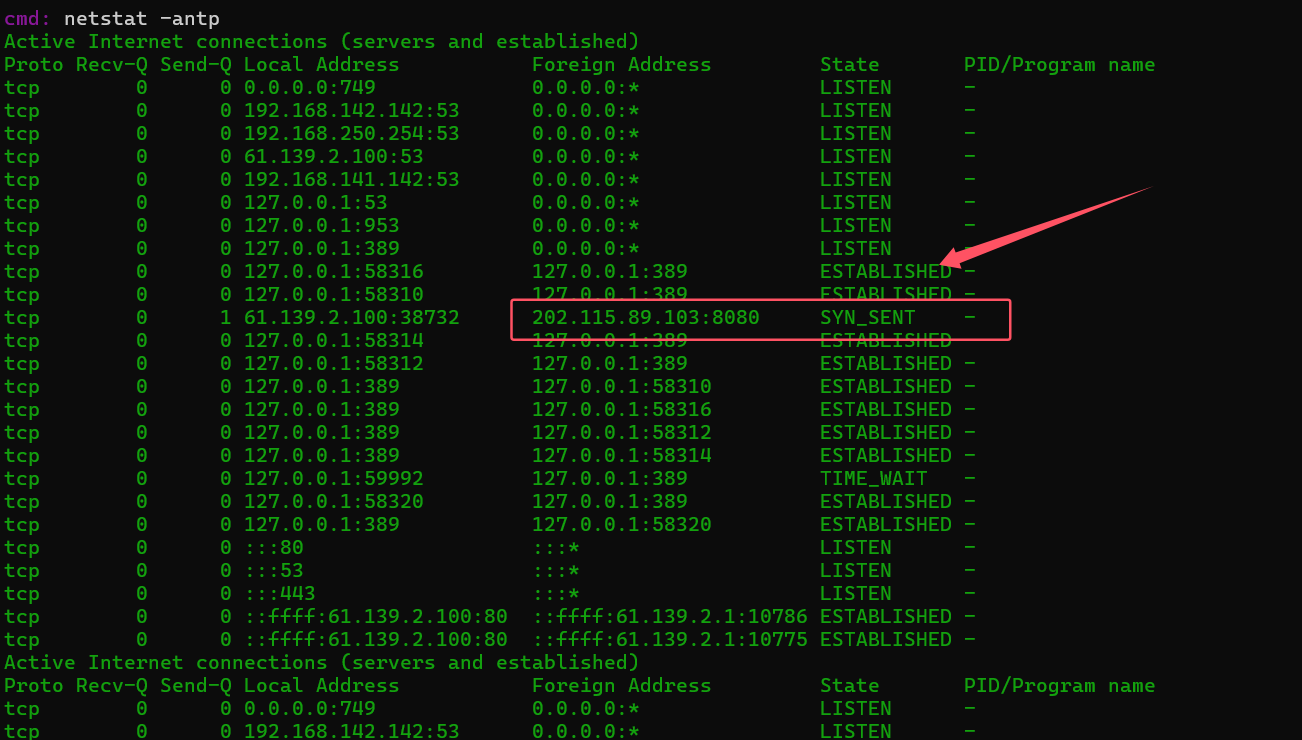 cmd: netstat -antp
Active Internet connections (servers and established)
Proto Recv-Q Send-Q Local Address           Foreign Address         State       PID/Program name
tcp        0      0 0.0.0.0:749             0.0.0.0:*               LISTEN      -
tcp        0      0 192.168.142.142:53      0.0.0.0:*               LISTEN      -
tcp        0      0 192.168.250.254:53      0.0.0.0:*               LISTEN      -
tcp        0      0 61.139.2.100:53         0.0.0.0:*               LISTEN      -
tcp        0      0 192.168.141.142:53      0.0.0.0:*               LISTEN      -
tcp        0      0 127.0.0.1:53            0.0.0.0:*               LISTEN      -
tcp        0      0 127.0.0.1:953           0.0.0.0:*               LISTEN      -
tcp        0      0 127.0.0.1:389           0.0.0.0:*               LISTEN      -
tcp        0      0 127.0.0.1:58316         127.0.0.1:389           ESTABLISHED -
tcp        0      0 127.0.0.1:58310         127.0.0.1:389           ESTABLISHED -
tcp        0      1 61.139.2.100:38732      202.115.89.103:8080     SYN_SENT    -
tcp        0      0 127.0.0.1:58314         127.0.0.1:389           ESTABLISHED -
tcp        0      0 127.0.0.1:58312         127.0.0.1:389           ESTABLISHED -
tcp        0      0 127.0.0.1:389           127.0.0.1:58310         ESTABLISHED -
tcp        0      0 127.0.0.1:389           127.0.0.1:58316         ESTABLISHED -
tcp        0      0 127.0.0.1:389           127.0.0.1:58312         ESTABLISHED -
tcp        0      0 127.0.0.1:389           127.0.0.1:58314         ESTABLISHED -
tcp        0      0 127.0.0.1:59992         127.0.0.1:389           TIME_WAIT   -
tcp        0      0 127.0.0.1:58320         127.0.0.1:389           ESTABLISHED -
tcp        0      0 127.0.0.1:389           127.0.0.1:58320         ESTABLISHED -
tcp        0      0 :::80                   :::*                    LISTEN      -
tcp        0      0 :::53                   :::*                    LISTEN      -
tcp        0      0 :::443                  :::*                    LISTEN      -
tcp        0      0 ::ffff:61.139.2.100:80  ::ffff:61.139.2.1:10786 ESTABLISHED -
tcp        0      0 ::ffff:61.139.2.100:80  ::ffff:61.139.2.1:10775 ESTABLISHED -
Active Internet connections (servers and established)
Proto Recv-Q Send-Q Local Address           Foreign Address         State       PID/Program name
tcp        0      0 0.0.0.0:749             0.0.0.0:*               LISTEN      -
tcp        0      0 192.168.142.142:53      0.0.0.0:*               LISTEN      -